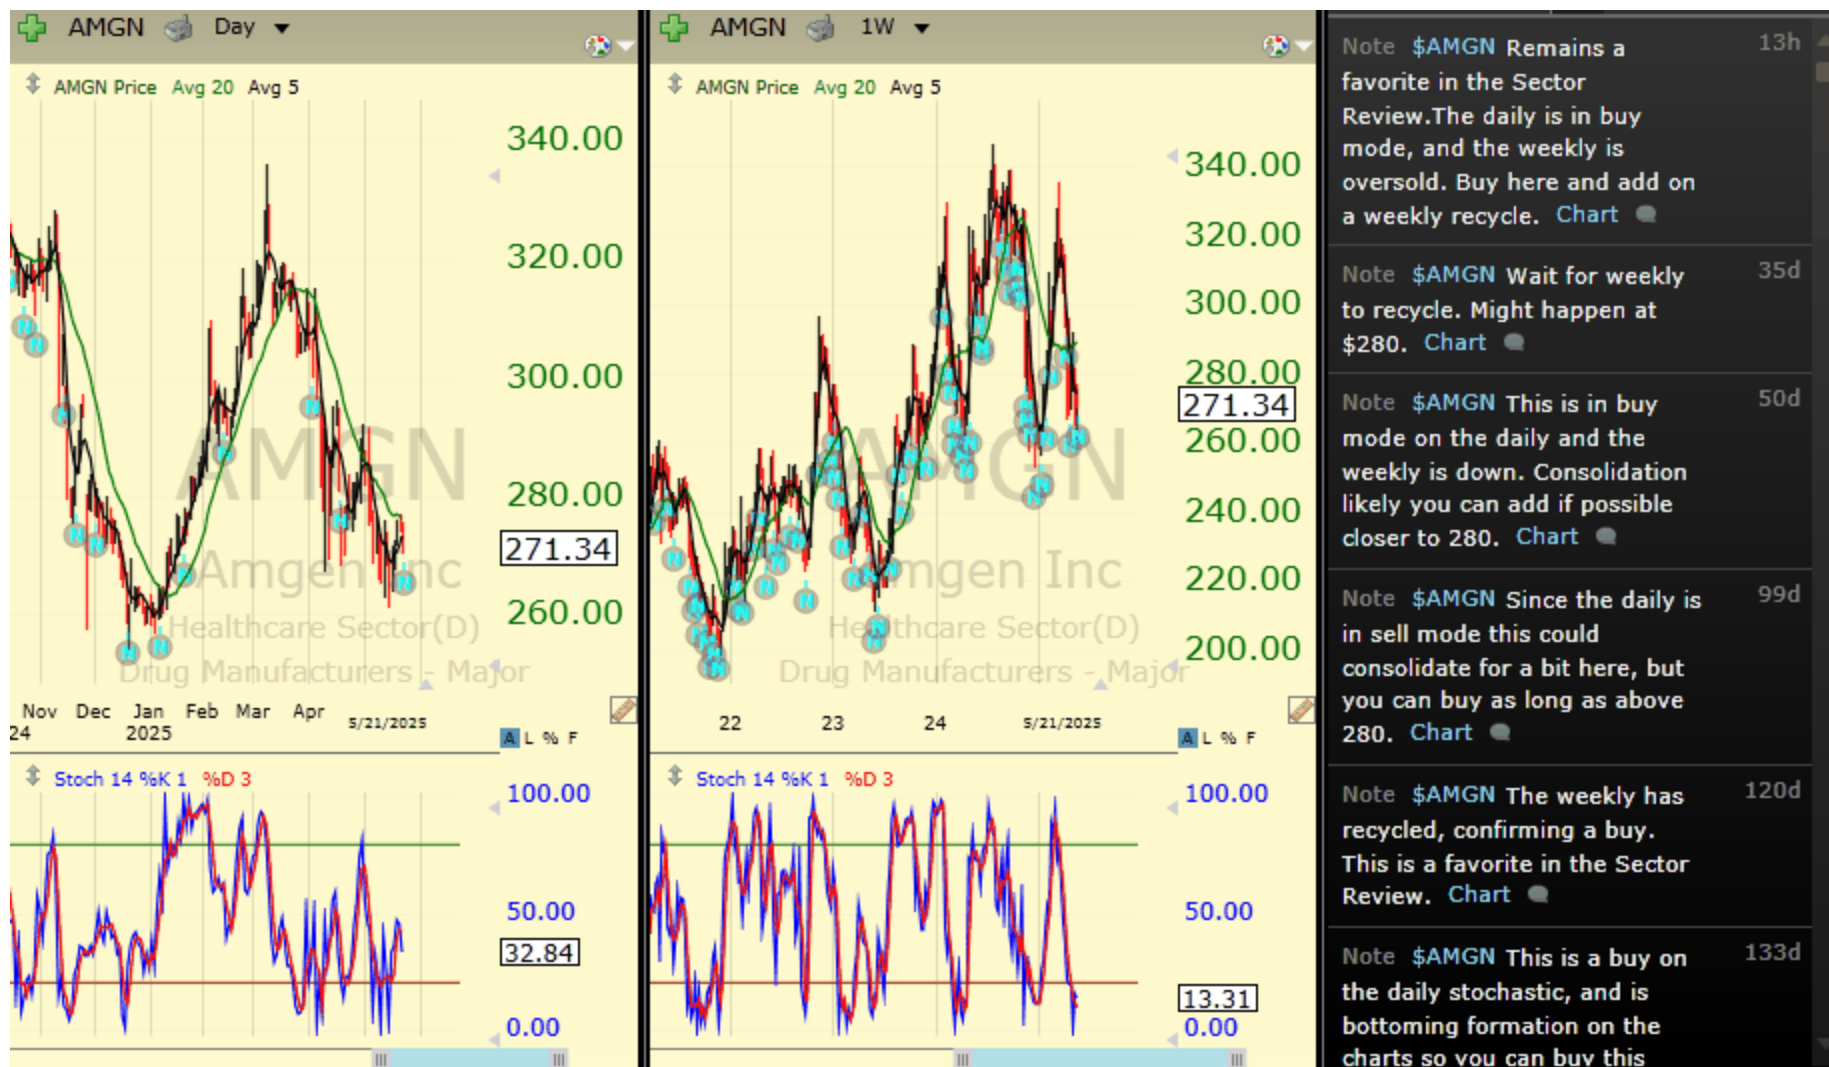 AMGN Day
AMGN Price Avg 20 Avg 5
340.00
320.00
300.00
280.00
271.34
260.00
AMGN
Amgen Inc
Healthcare Sector(D)
Drug Manufacturers - Major
Nov Dec Jan Feb Mar Apr 5/21/2025
24 2025
A L % F
Stoch 14 %K 1 %D 3
100.00
50.00
32.84
0.00
AMGN 1W
AMGN Price Avg 20 Avg 5
340.00
320.00
300.00
280.00
271.34
260.00
240.00
220.00
200.00
AMGN
Amgen Inc
Healthcare Sector(D)
Drug Manufacturers - Major
22 23 24 5/21/2025
A L % F
Stoch 14 %K 1 %D 3
100.00
50.00
13.31
0.00
Note $AMGN Remains a 13h
favorite in the Sector
Review.The daily is in buy
mode, and the weekly is
oversold. Buy here and add on
a weekly recycle. Chart
Note $AMGN Wait for weekly 35d
to recycle. Might happen at
$280. Chart
Note $AMGN This is in buy 50d
mode on the daily and the
weekly is down. Consolidation
likely you can add if possible
closer to 280. Chart
Note $AMGN Since the daily is 99d
in sell mode this could
consolidate for a bit here, but
you can buy as long as above
280. Chart
Note $AMGN The weekly has 120d
recycled, confirming a buy.
This is a favorite in the Sector
Review. Chart
Note $AMGN This is a buy on 133d
the daily stochastic, and is
bottoming formation on the
charts so you can buy this